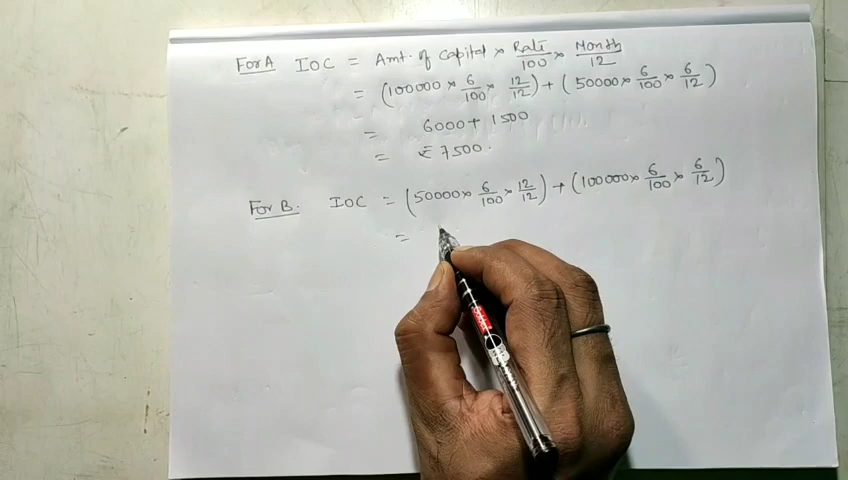 For A IOC = Amt. of Capital × Rate/100 × Month/12
= (100000 × 6/100 × 12/12) + (50000 × 6/100 × 6/12)
= 6000 + 1500
= ₹ 7500.
For B. IOC = (50000 × 6/100 × 12/12) + (100000 × 6/100 × 6/12)
=